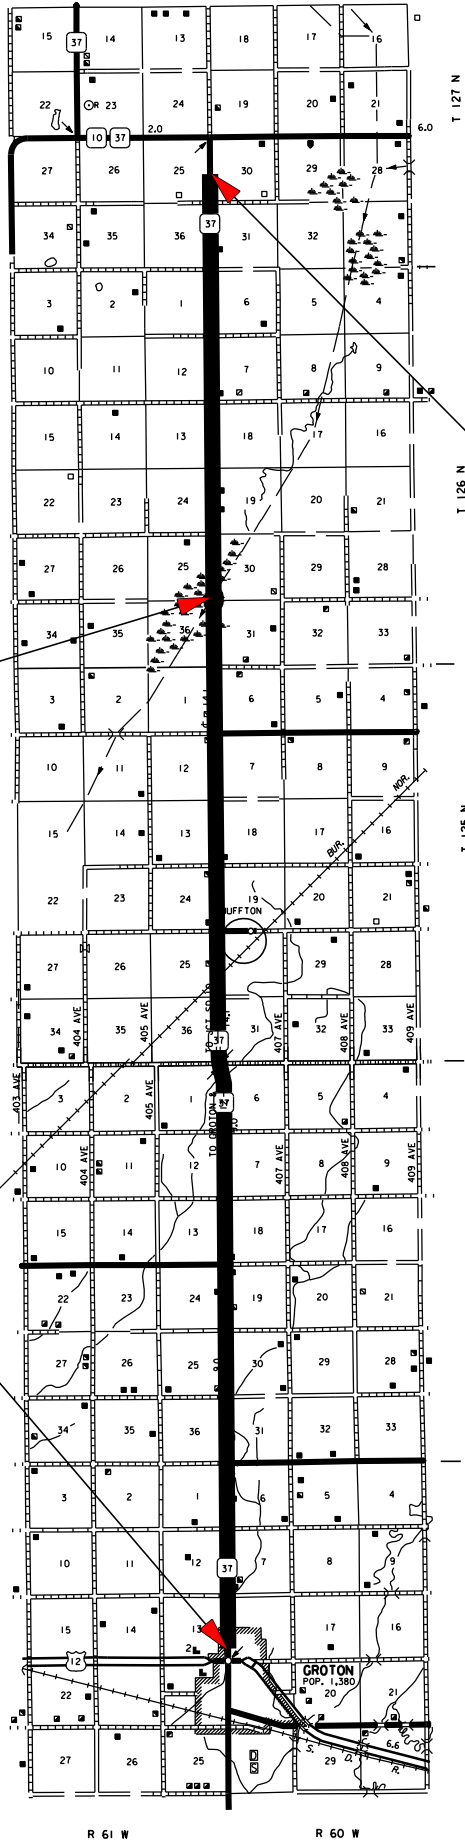 15 14 13 18 17 16
37
22 R 23 24 19 20 21
T 127 N
10 37 2.0 6.0
27 26 25 30 29 28
34 35 36 31 32
37
3 2 1 6 5 4
10 11 12 7 8 9
15 14 13 18 17 16
22 23 24 19 20 21
T 126 N
27 26 25 30 29 28
34 35 36 31 32 33
3 2 1 6 5 4
10 11 12 7 8 9
NOR.
15 14 13 18 17 16
BUR.
22 23 24 19 20 21
HUFFTON
27 26 25 29 28
34 404 AVE 35 405 AVE 36 31 407 AVE 32 408 AVE 33 409 AVE
37
403 AVE 3 2 405 AVE 1 6 5 4
37
TO GROTON
10 404 AVE 11 12 7 407 AVE 8 408 AVE 9 409 AVE
15 14 13 18 17 16
22 23 24 19 20 21
27 26 25 30 29 28
9.0
34 35 36 31 32 33
3 2 1 6 5 4
10 11 12 7 8 9
37
15 14 13 17 16
12
GROTON
POP. 1,380
22 20 21
S. D. R.
6.6
27 26 25 29
D
S
R 61 W R 60 W